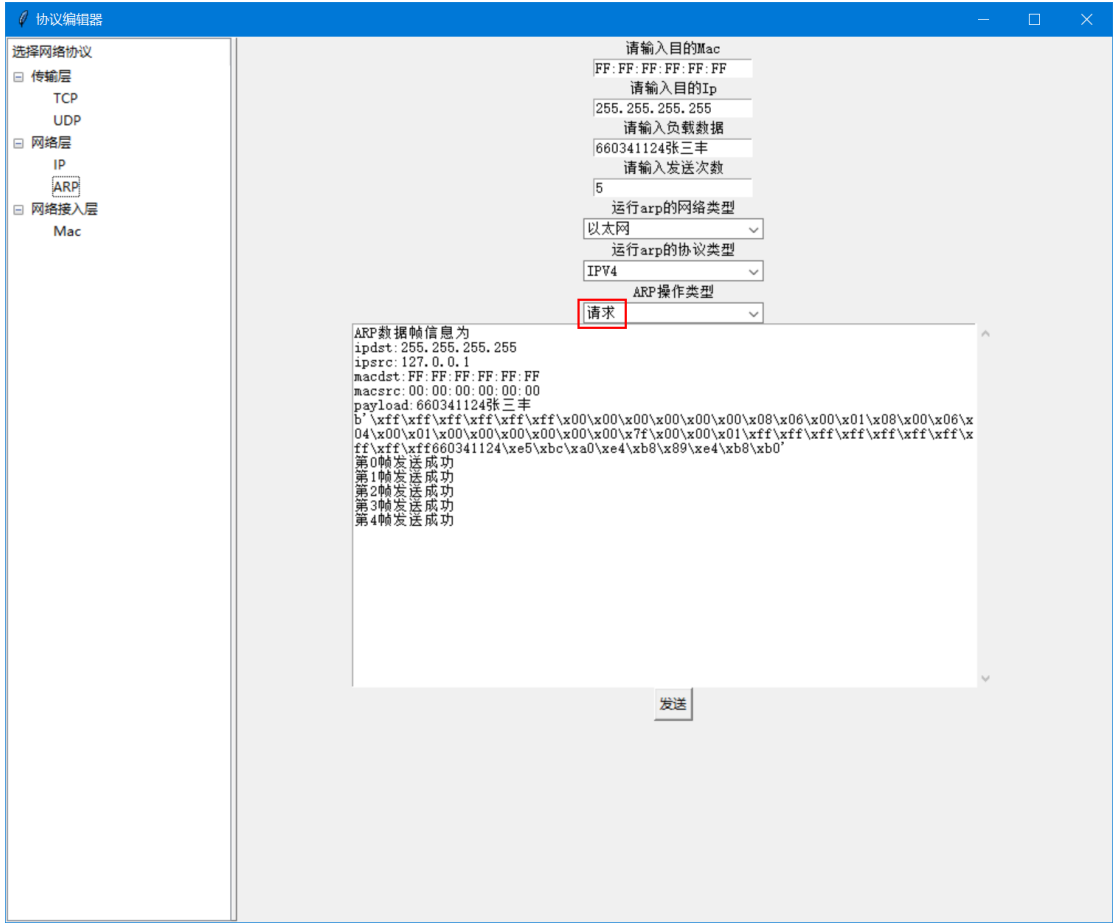 协议编辑器
选择网络协议
传输层
TCP
UDP
网络层
IP
ARP
网络接入层
Mac
请输入目的Mac
FF:FF:FF:FF:FF:FF
请输入目的Ip
255.255.255.255
请输入负载数据
660341124张三丰
请输入发送次数
5
运行arp的网络类型
以太网
运行arp的协议类型
IPV4
ARP操作类型
请求
ARP数据帧信息为
ipdst:255.255.255.255
ipsrc:127.0.0.1
macdst:FF:FF:FF:FF:FF:FF
macsrc:00:00:00:00:00:00
payload:660341124张三丰
b'\xff\xff\xff\xff\xff\xff\x00\x00\x00\x00\x00\x00\x08\x06\x00\x01\x08\x00\x06\x
04\x00\x01\x00\x00\x00\x00\x00\x00\x7f\x00\x00\x01\xff\xff\xff\xff\xff\xff\xff\x
ff\xff\xff660341124\xe5\xbc\xa0\xe4\xb8\x89\xe4\xb8\xb0'
第0帧发送成功
第1帧发送成功
第2帧发送成功
第3帧发送成功
第4帧发送成功
发送